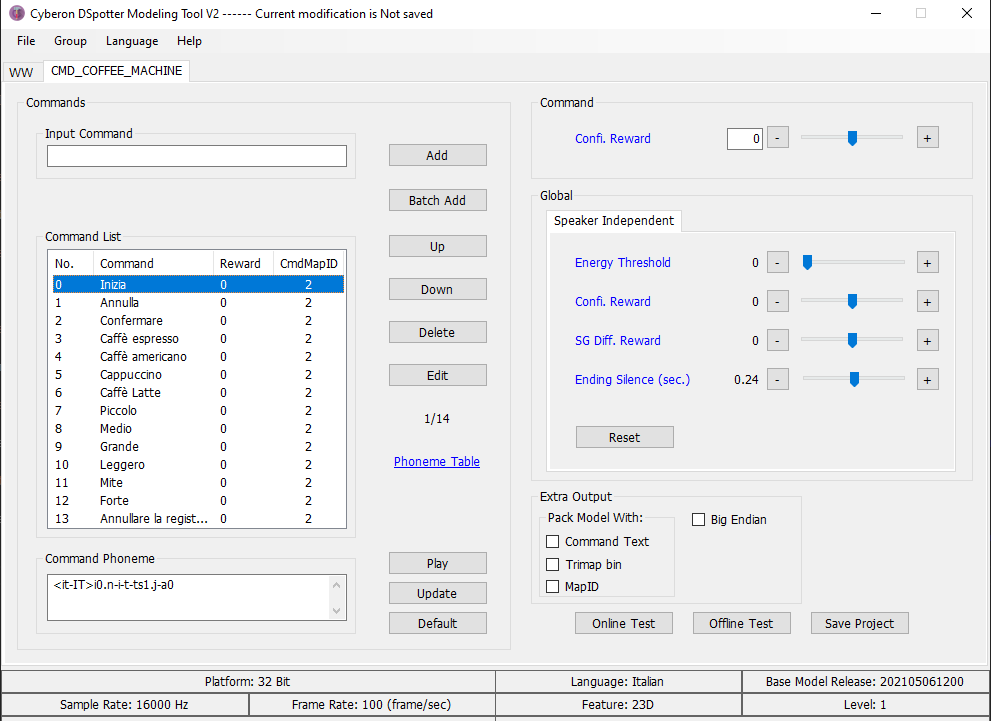 Cyberon DSpotter Modeling Tool V2 ------ Current modification is Not saved
File Group Language Help
WW CMD_COFFEE_MACHINE
Commands
Input Command
Add
Batch Add
Up
Down
Delete
Edit
1/14
Phoneme Table
Command List
No. Command Reward CmdMapID
0 Inizia 0 2
1 Annulla 0 2
2 Confermare 0 2
3 Caffè espresso 0 2
4 Caffè americano 0 2
5 Cappuccino 0 2
6 Caffè Latte 0 2
7 Piccolo 0 2
8 Medio 0 2
9 Grande 0 2
10 Leggero 0 2
11 Mite 0 2
12 Forte 0 2
13 Annullare la regist... 0 2
Command Phoneme
<it-IT>i0.n-i-t-ts1.j-a0
Play
Update
Default
Command
Confi. Reward 0 - +
Global
Speaker Independent
Energy Threshold 0 - +
Confi. Reward 0 - +
SG Diff. Reward 0 - +
Ending Silence (sec.) 0.24 - +
Reset
Extra Output
Pack Model With:
Command Text
Trimap bin
MapID
Big Endian
Online Test Offline Test Save Project
Platform: 32 Bit Language: Italian Base Model Release: 202105061200
Sample Rate: 16000 Hz Frame Rate: 100 (frame/sec) Feature: 23D Level: 1